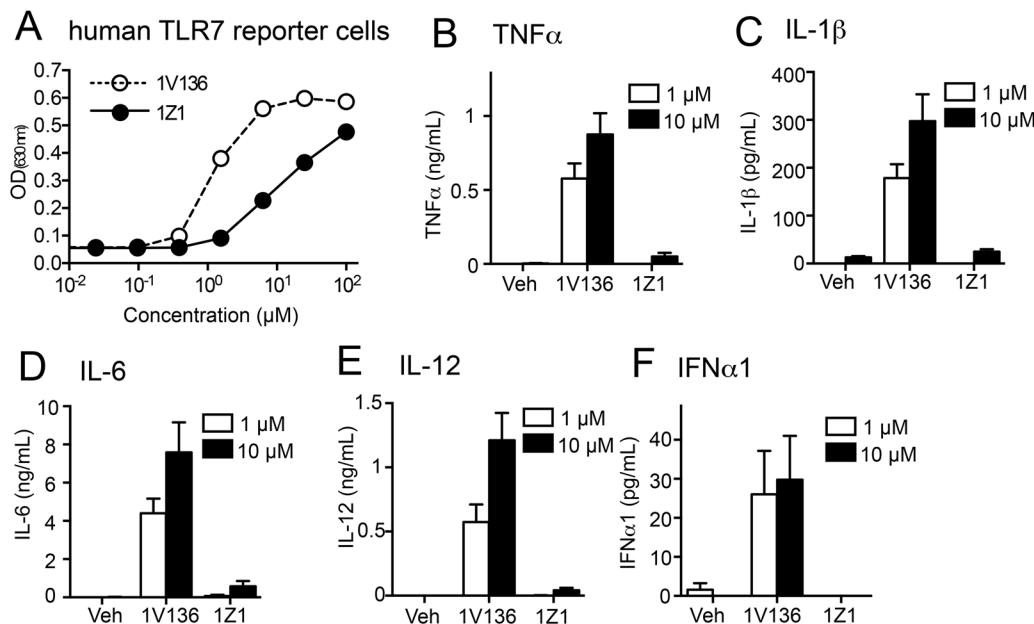 A human TLR7 reporter cells
0.7
0.6
0.5
0.4
0.3
0.2
0.1
0.0
OD(630nm)
1V136
1Z1
10-2 10-1 100 101 102
Concentration (µM)
B TNFα
1
0.5
0
TNFα (ng/mL)
1 µM
10 µM
Veh 1V136 1Z1
C IL-1β
400
300
200
100
0
IL-1β (pg/mL)
1 µM
10 µM
Veh 1V136 1Z1
D IL-6
10
8
6
4
2
0
IL-6 (ng/mL)
1 µM
10 µM
Veh 1V136 1Z1
E IL-12
1.5
1
0.5
0
IL-12 (ng/mL)
1 µM
10 µM
Veh 1V136 1Z1
F IFNα1
40
30
20
10
0
IFNα1 (pg/mL)
1 µM
10 µM
Veh 1V136 1Z1